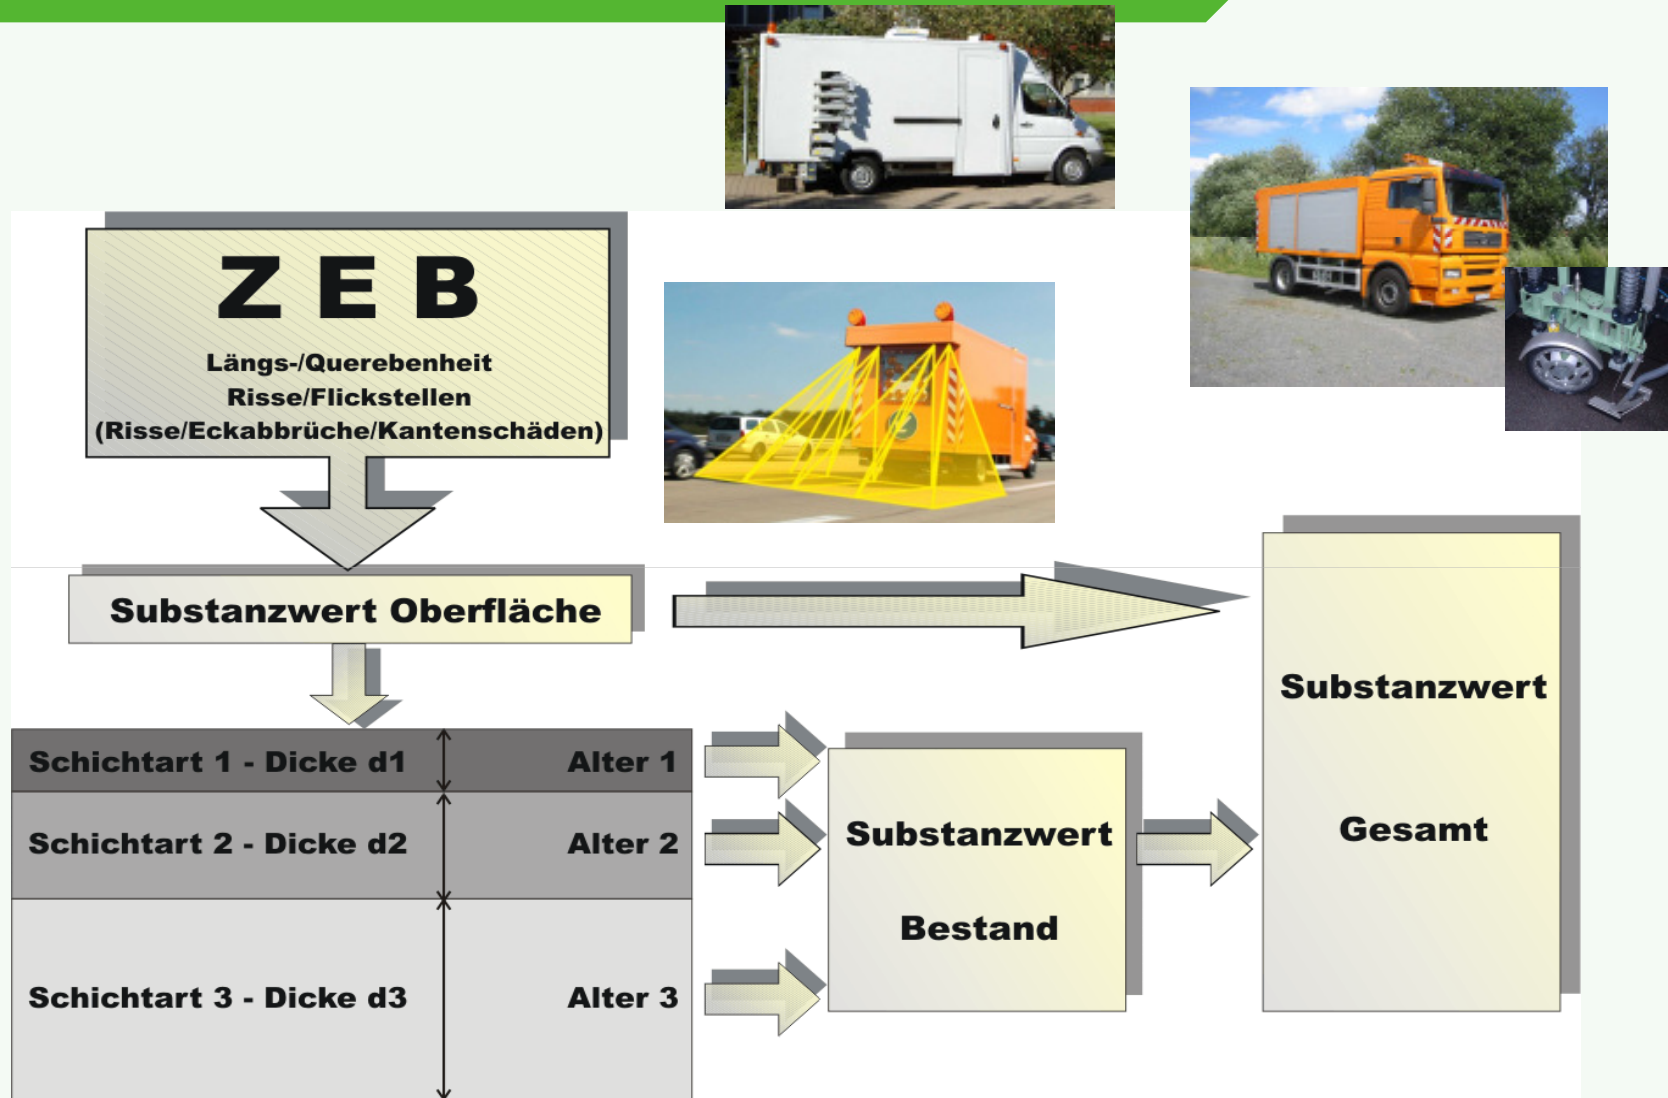 Z E B
Längs-/Querebenheit
Risse/Flickstellen
(Risse/Eckabbrüche/Kantenschäden)
Substanzwert Oberfläche
Schichtart 1 - Dicke d1
Alter 1
Schichtart 2 - Dicke d2
Alter 2
Schichtart 3 - Dicke d3
Alter 3
Substanzwert
Bestand
Substanzwert
Gesamt